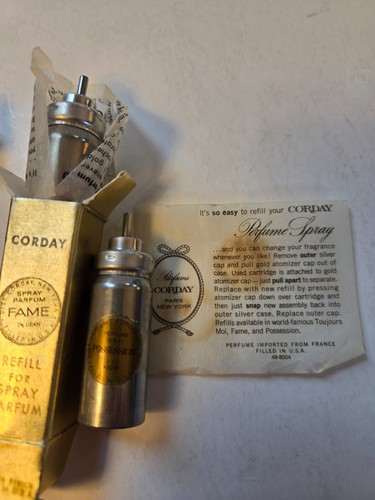 CORDAY
SPRAY
PARFUM
FAME
REFILL
FOR
SPRAY
PARFUM
POSSESSION
It's so easy to refill your CORDAY
Perfume Spray
...and you can change your fragrance
whenever you like! Remove outer silver
cap and pull gold atomizer cap out of
case. Used cartridge is attached to gold
atomizer cap—just pull apart to separate.
Replace with new refill by pressing
atomizer cap down over cartridge and
then just snap new assembly back into
outer silver case. Replace outer cap.
Refills available in world-famous Toujours
Moi, Fame, and Possession.
PERFUME IMPORTED FROM FRANCE
FILLED IN U.S.A.
49-8004
Parfums
CORDAY
PARIS
NEW YORK